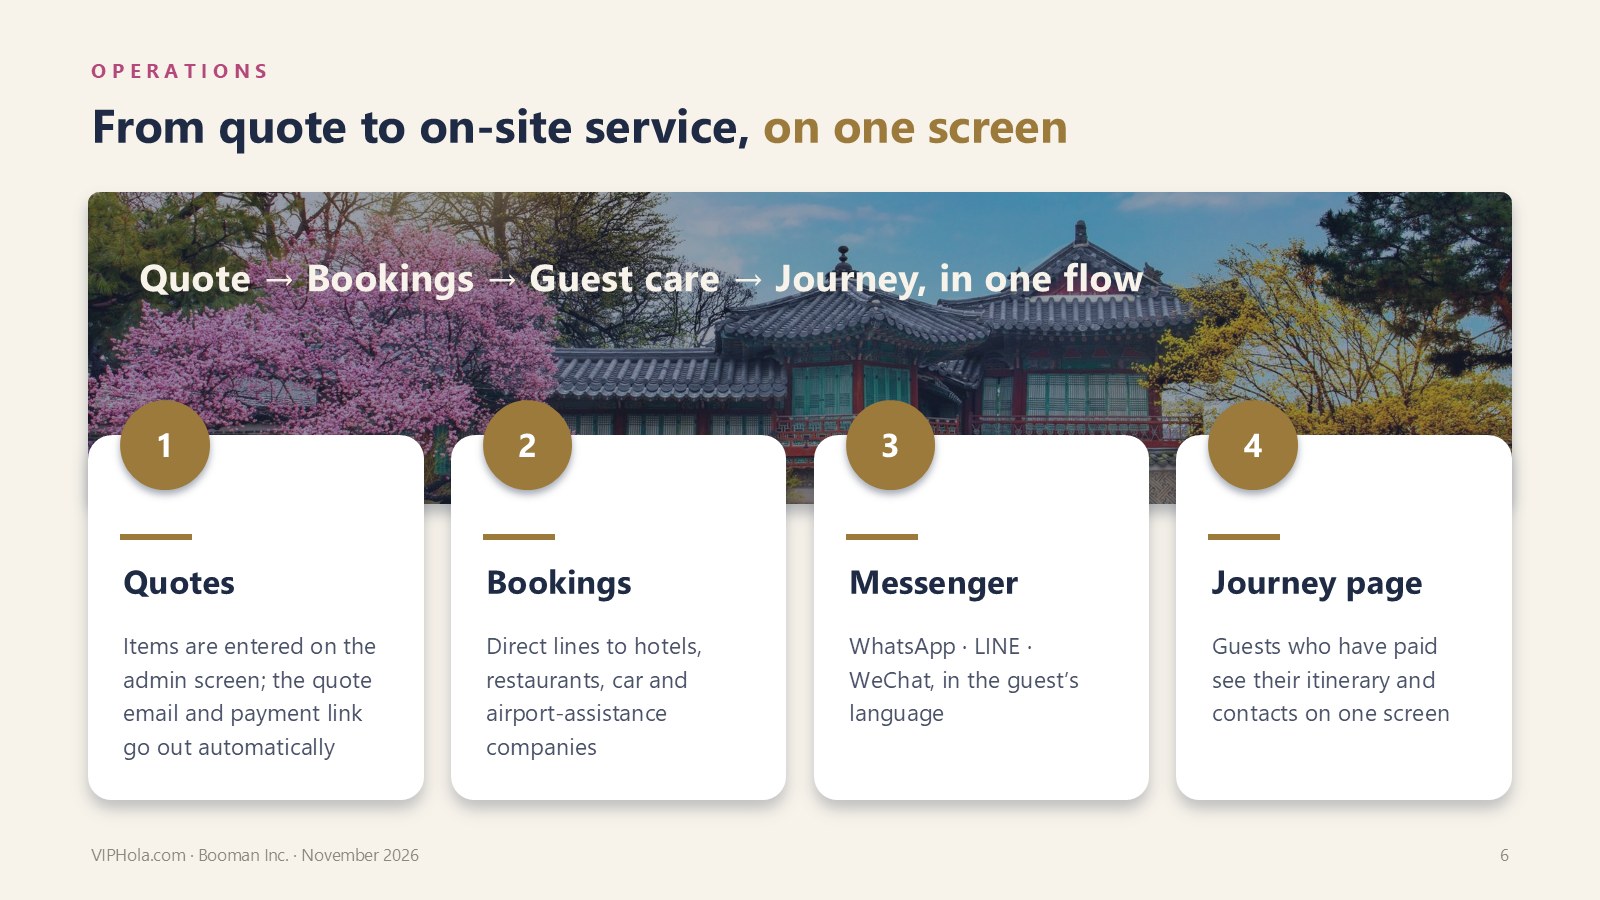 OPERATIONS
From quote to on-site service, on one screen
Quote → Bookings → Guest care → Journey, in one flow
1
Quotes
Items are entered on the
admin screen; the quote
email and payment link
go out automatically
2
Bookings
Direct lines to hotels,
restaurants, car and
airport-assistance
companies
3
Messenger
WhatsApp · LINE ·
WeChat, in the guest’s
language
4
Journey page
Guests who have paid
see their itinerary and
contacts on one screen
VIPHola.com · Booman Inc. · November 2026
6